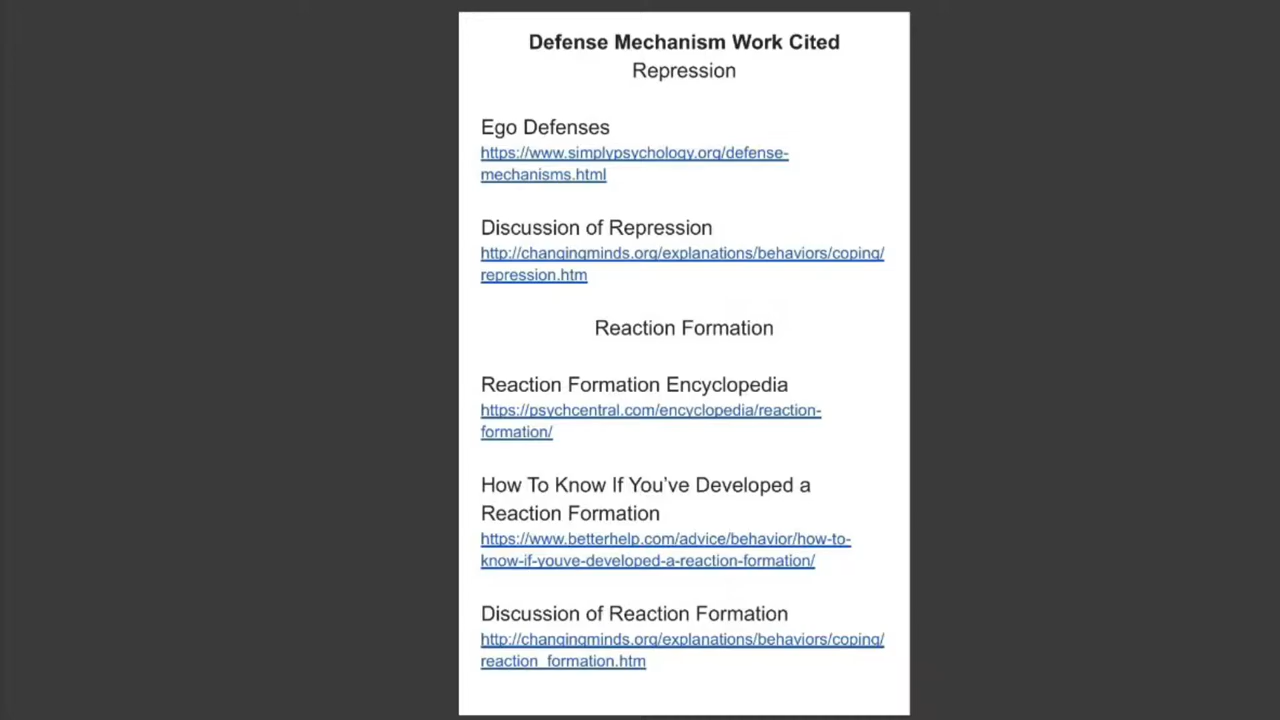 Defense Mechanism Work Cited
Repression
Ego Defenses
https://www.simplypsychology.org/defense-
mechanisms.html
Discussion of Repression
http://changingminds.org/explanations/behaviors/coping/
repression.htm
Reaction Formation
Reaction Formation Encyclopedia
https://psychcentral.com/encyclopedia/reaction-
formation/
How To Know If You’ve Developed a
Reaction Formation
https://www.betterhelp.com/advice/behavior/how-to-
know-if-youve-developed-a-reaction-formation/
Discussion of Reaction Formation
http://changingminds.org/explanations/behaviors/coping/
reaction_formation.htm